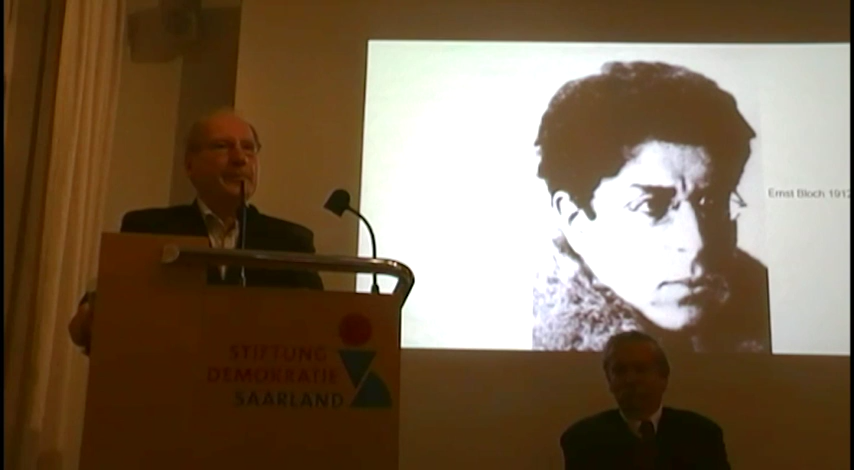 Ernst Bloch 1912
STIFTUNG
DEMOKRATIE
SAARLAND